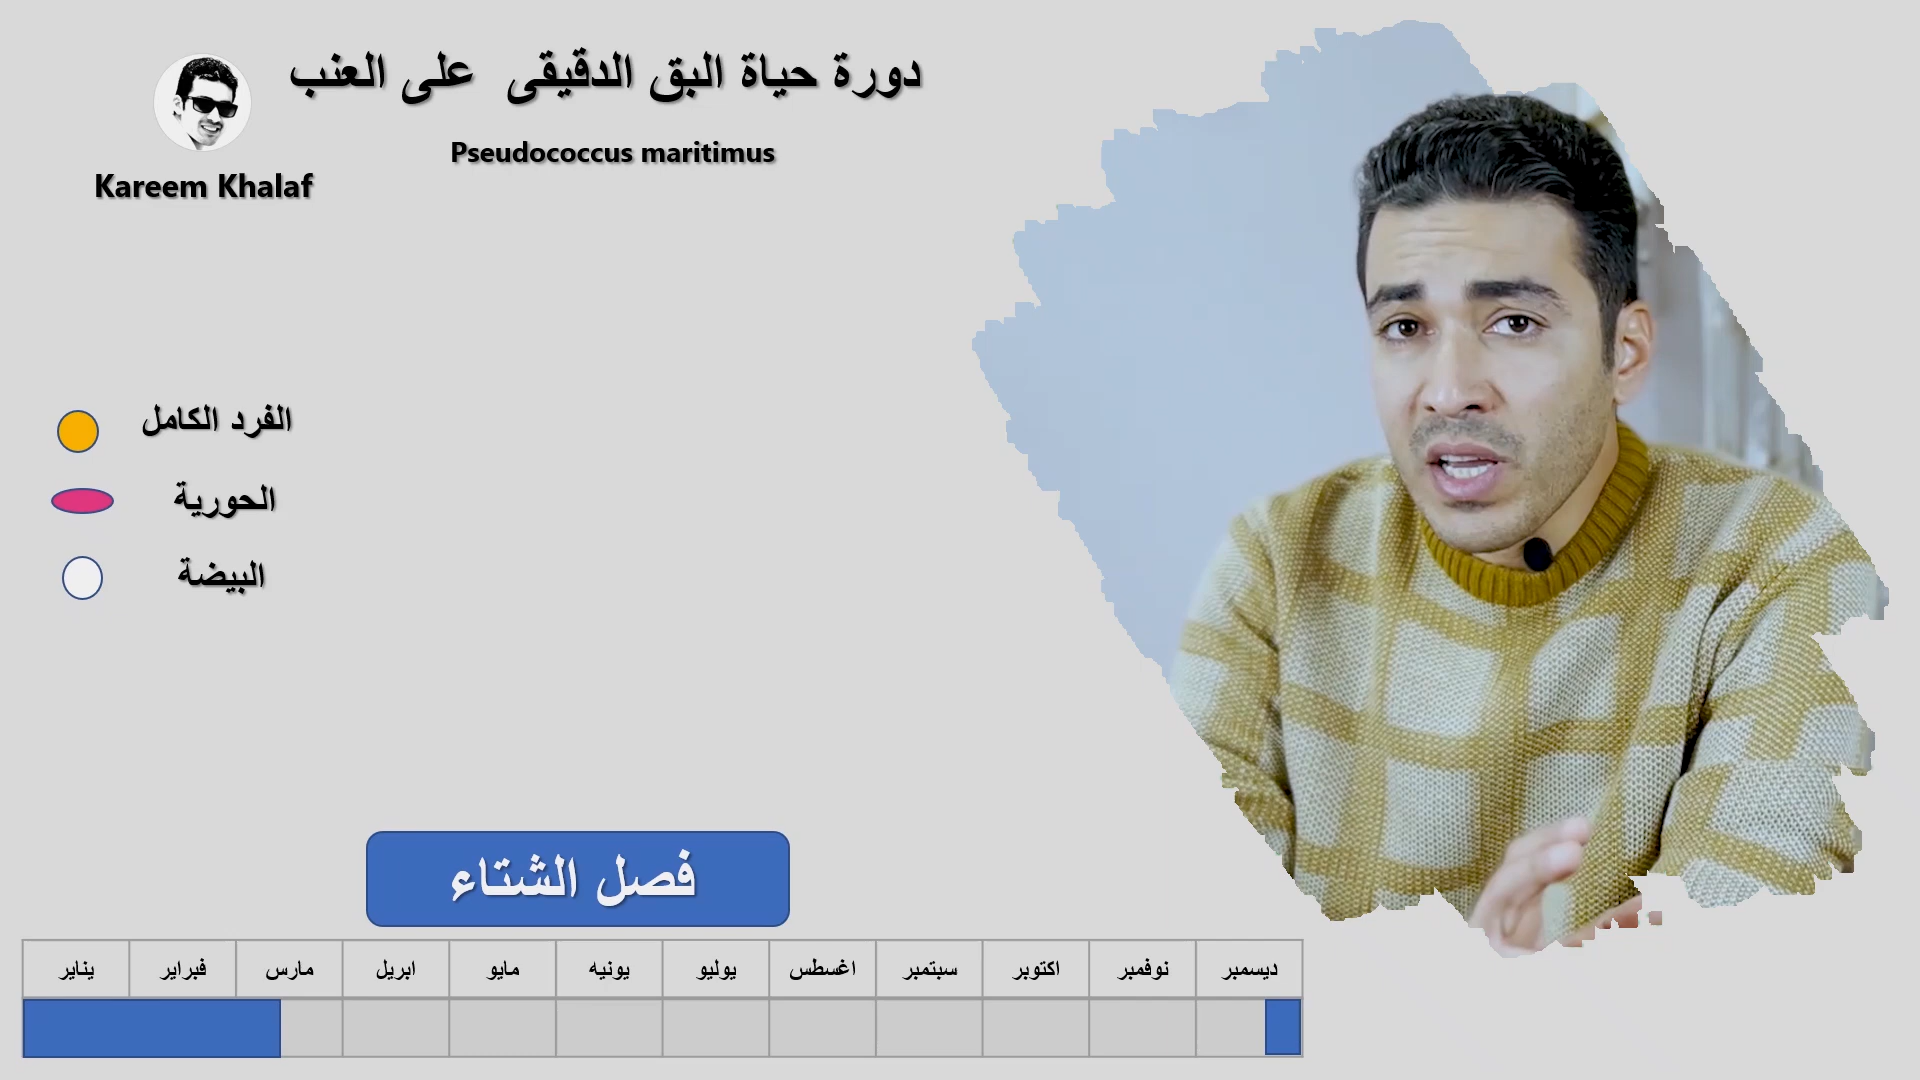 دورة حياة البق الدقيقى على العنب
Pseudococcus maritimus
Kareem Khalaf
الفرد الكامل
الحورية
البيضة
فصل الشتاء
يناير فبراير مارس ابريل مايو يونيه يوليو اغسطس سبتمبر اكتوبر نوفمبر ديسمبر